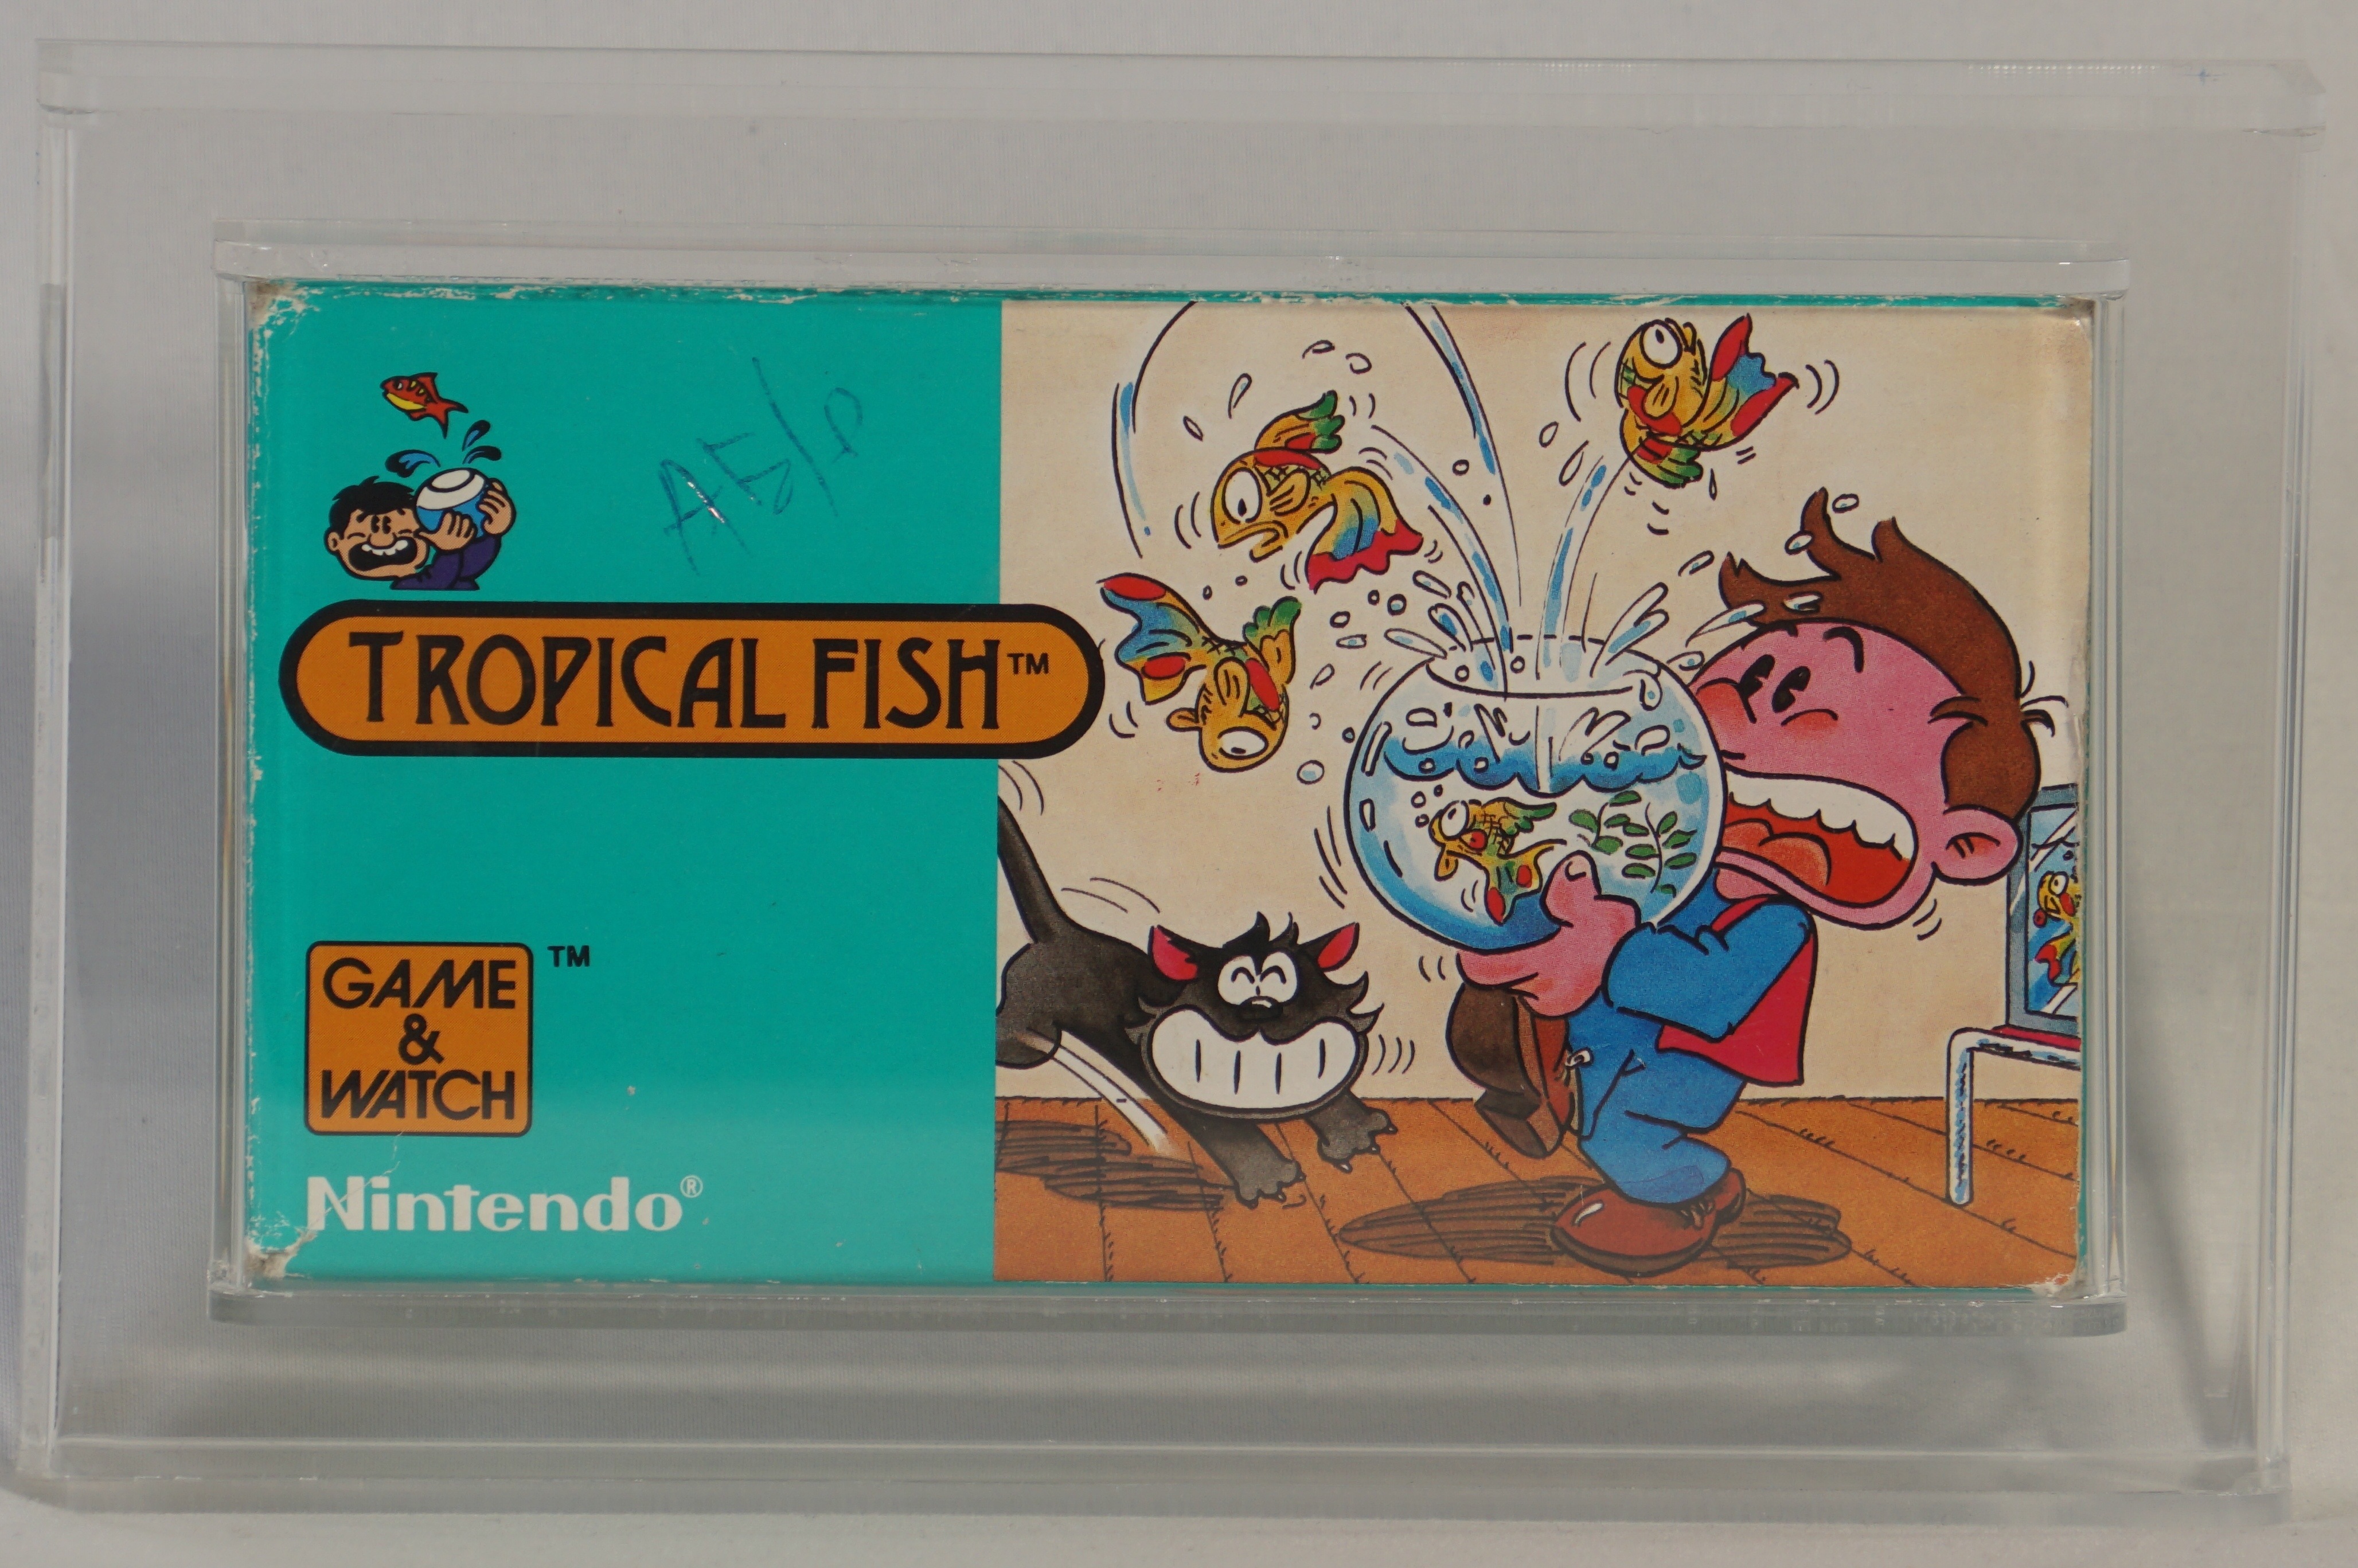 TROPICAL FISH™
GAME
&
WATCH
™
Nintendo®